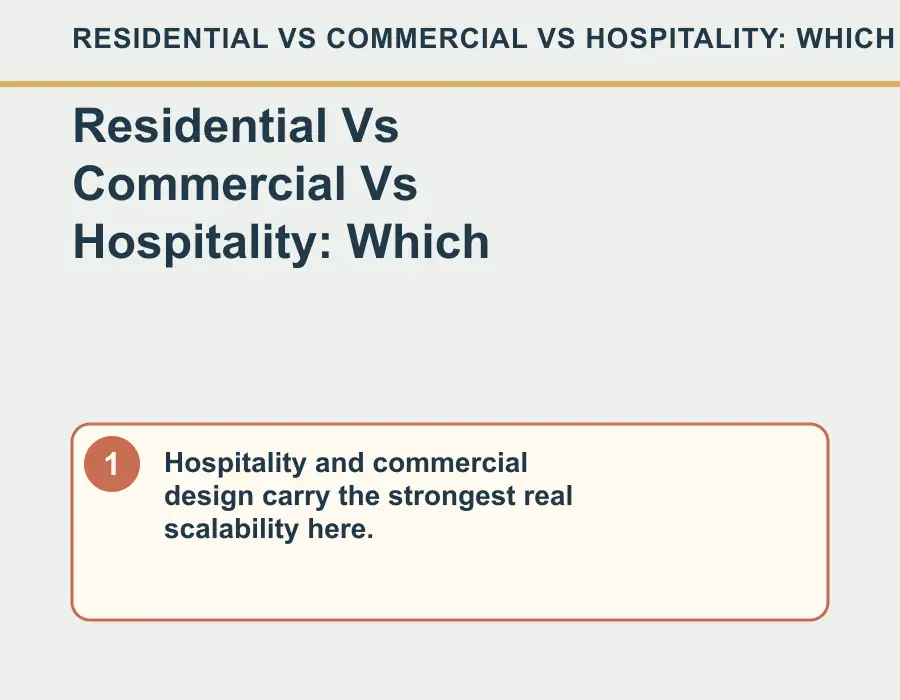 RESIDENTIAL VS COMMERCIAL VS HOSPITALITY: WHICH
Residential Vs
Commercial Vs
Hospitality: Which
1
Hospitality and commercial
design carry the strongest real
scalability here.